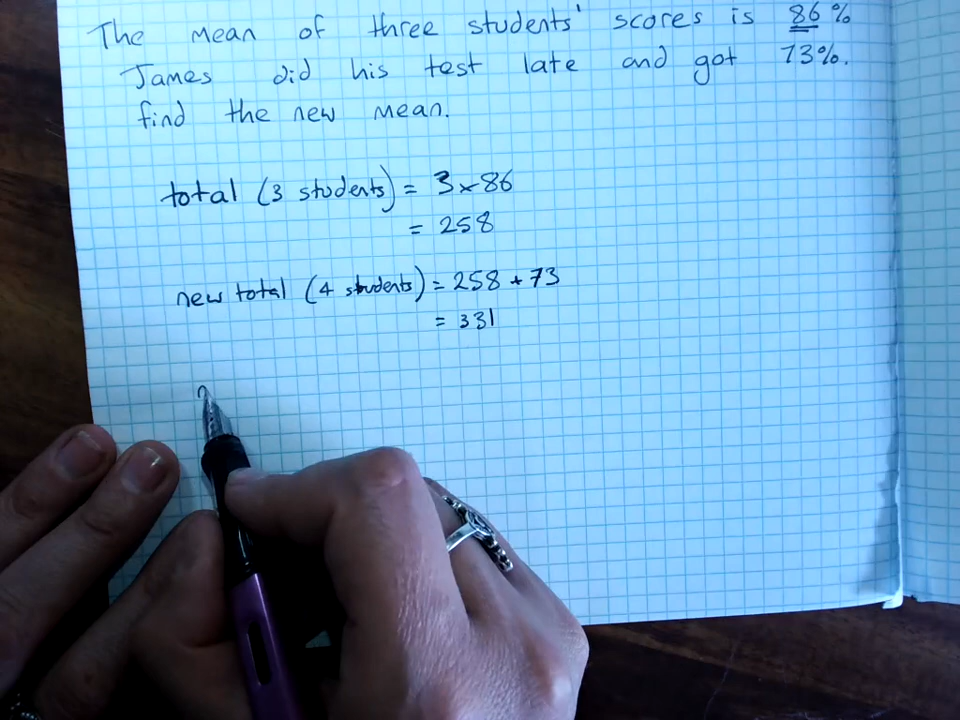 The mean of three students' scores is 86%
James did his test late and got 73%.
find the new mean.
total (3 students) = 3×86
= 258
new total (4 students) = 258 + 73
= 331